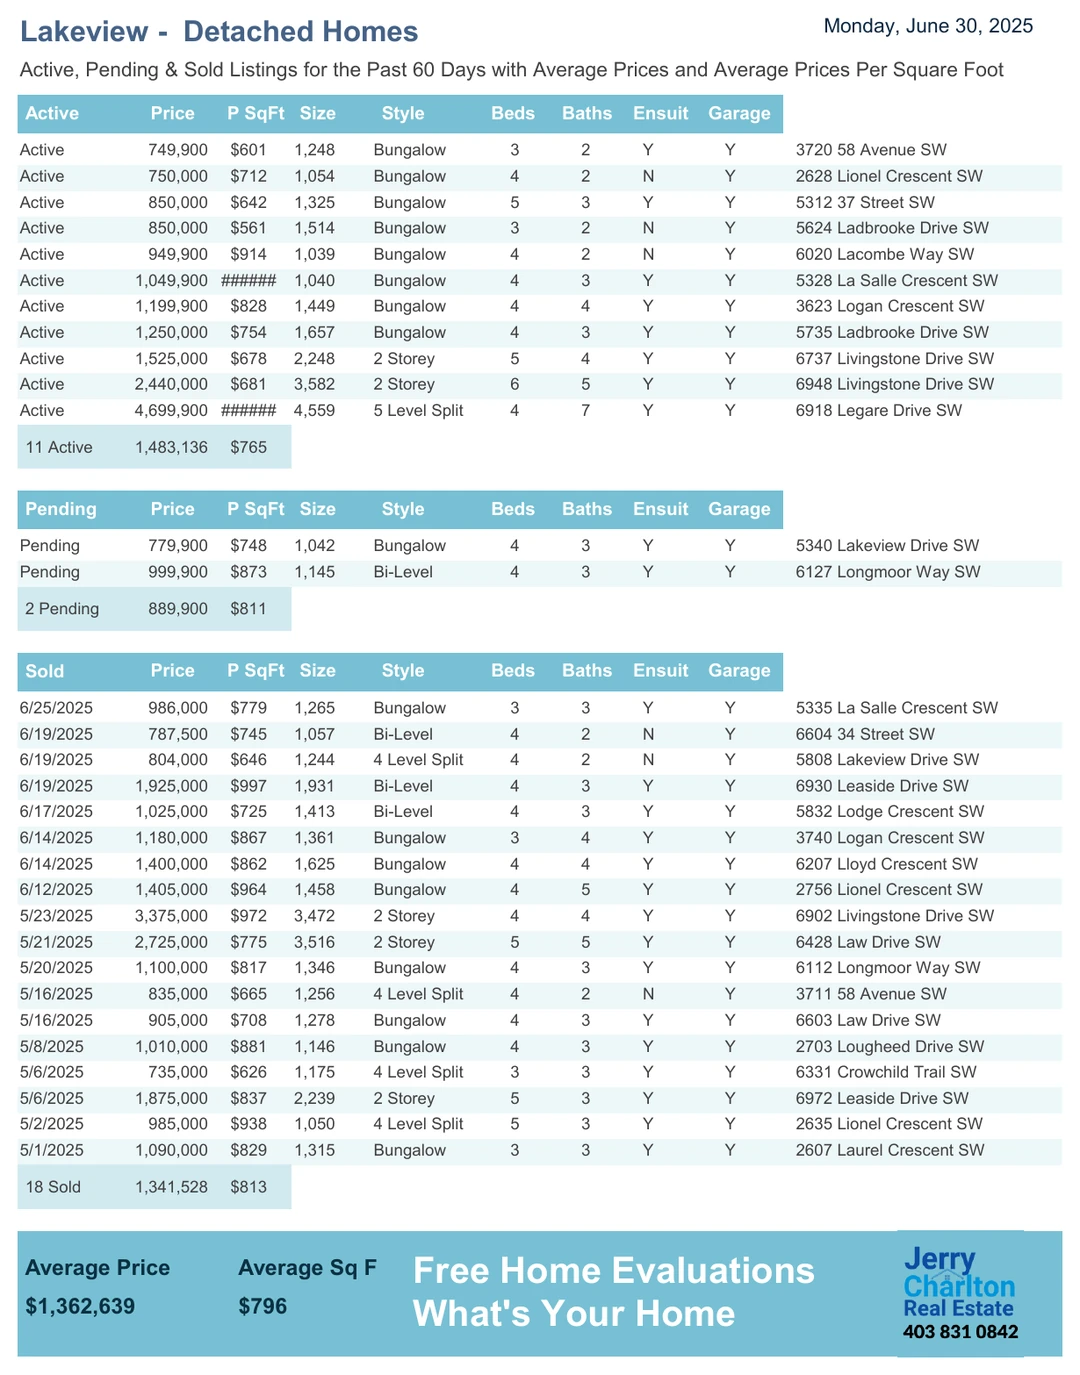 Lakeview - Detached Homes
Monday, June 30, 2025
Active, Pending & Sold Listings for the Past 60 Days with Average Prices and Average Prices Per Square Foot
Active Price P SqFt Size Style Beds Baths Ensuit Garage
Active 749,900 $601 1,248 Bungalow 3 2 Y Y 3720 58 Avenue SW
Active 750,000 $712 1,054 Bungalow 4 2 N Y 2628 Lionel Crescent SW
Active 850,000 $642 1,325 Bungalow 5 3 Y Y 5312 37 Street SW
Active 850,000 $561 1,514 Bungalow 3 2 N Y 5624 Ladbrooke Drive SW
Active 949,900 $914 1,039 Bungalow 4 2 N Y 6020 Lacombe Way SW
Active 1,049,900 ###### 1,040 Bungalow 4 3 Y Y 5328 La Salle Crescent SW
Active 1,199,900 $828 1,449 Bungalow 4 4 Y Y 3623 Logan Crescent SW
Active 1,250,000 $754 1,657 Bungalow 4 3 Y Y 5735 Ladbrooke Drive SW
Active 1,525,000 $678 2,248 2 Storey 5 4 Y Y 6737 Livingstone Drive SW
Active 2,440,000 $681 3,582 2 Storey 6 5 Y Y 6948 Livingstone Drive SW
Active 4,699,900 ###### 4,559 5 Level Split 4 7 Y Y 6918 Legare Drive SW
11 Active 1,483,136 $765
Pending Price P SqFt Size Style Beds Baths Ensuit Garage
Pending 779,900 $748 1,042 Bungalow 4 3 Y Y 5340 Lakeview Drive SW
Pending 999,900 $873 1,145 Bi-Level 4 3 Y Y 6127 Longmoor Way SW
2 Pending 889,900 $811
Sold Price P SqFt Size Style Beds Baths Ensuit Garage
6/25/2025 986,000 $779 1,265 Bungalow 3 3 Y Y 5335 La Salle Crescent SW
6/19/2025 787,500 $745 1,057 Bi-Level 4 2 N Y 6604 34 Street SW
6/19/2025 804,000 $646 1,244 4 Level Split 4 2 N Y 5808 Lakeview Drive SW
6/19/2025 1,925,000 $997 1,931 Bi-Level 4 3 Y Y 6930 Leaside Drive SW
6/17/2025 1,025,000 $725 1,413 Bi-Level 4 3 Y Y 5832 Lodge Crescent SW
6/14/2025 1,180,000 $867 1,361 Bungalow 3 4 Y Y 3740 Logan Crescent SW
6/14/2025 1,400,000 $862 1,625 Bungalow 4 4 Y Y 6207 Lloyd Crescent SW
6/12/2025 1,405,000 $964 1,458 Bungalow 4 5 Y Y 2756 Lionel Crescent SW
5/23/2025 3,375,000 $972 3,472 2 Storey 4 4 Y Y 6902 Livingstone Drive SW
5/21/2025 2,725,000 $775 3,516 2 Storey 5 5 Y Y 6428 Law Drive SW
5/20/2025 1,100,000 $817 1,346 Bungalow 4 3 Y Y 6112 Longmoor Way SW
5/16/2025 835,000 $665 1,256 4 Level Split 4 2 N Y 3711 58 Avenue SW
5/16/2025 905,000 $708 1,278 Bungalow 4 3 Y Y 6603 Law Drive SW
5/8/2025 1,010,000 $881 1,146 Bungalow 4 3 Y Y 2703 Lougheed Drive SW
5/6/2025 735,000 $626 1,175 4 Level Split 3 3 Y Y 6331 Crowchild Trail SW
5/6/2025 1,875,000 $837 2,239 2 Storey 5 3 Y Y 6972 Leaside Drive SW
5/2/2025 985,000 $938 1,050 4 Level Split 5 3 Y Y 2635 Lionel Crescent SW
5/1/2025 1,090,000 $829 1,315 Bungalow 3 3 Y Y 2607 Laurel Crescent SW
18 Sold 1,341,528 $813
Average Price Average Sq F
$1,362,639 $796
Free Home Evaluations
What's Your Home
Jerry
Charlton
Real Estate
403 831 0842